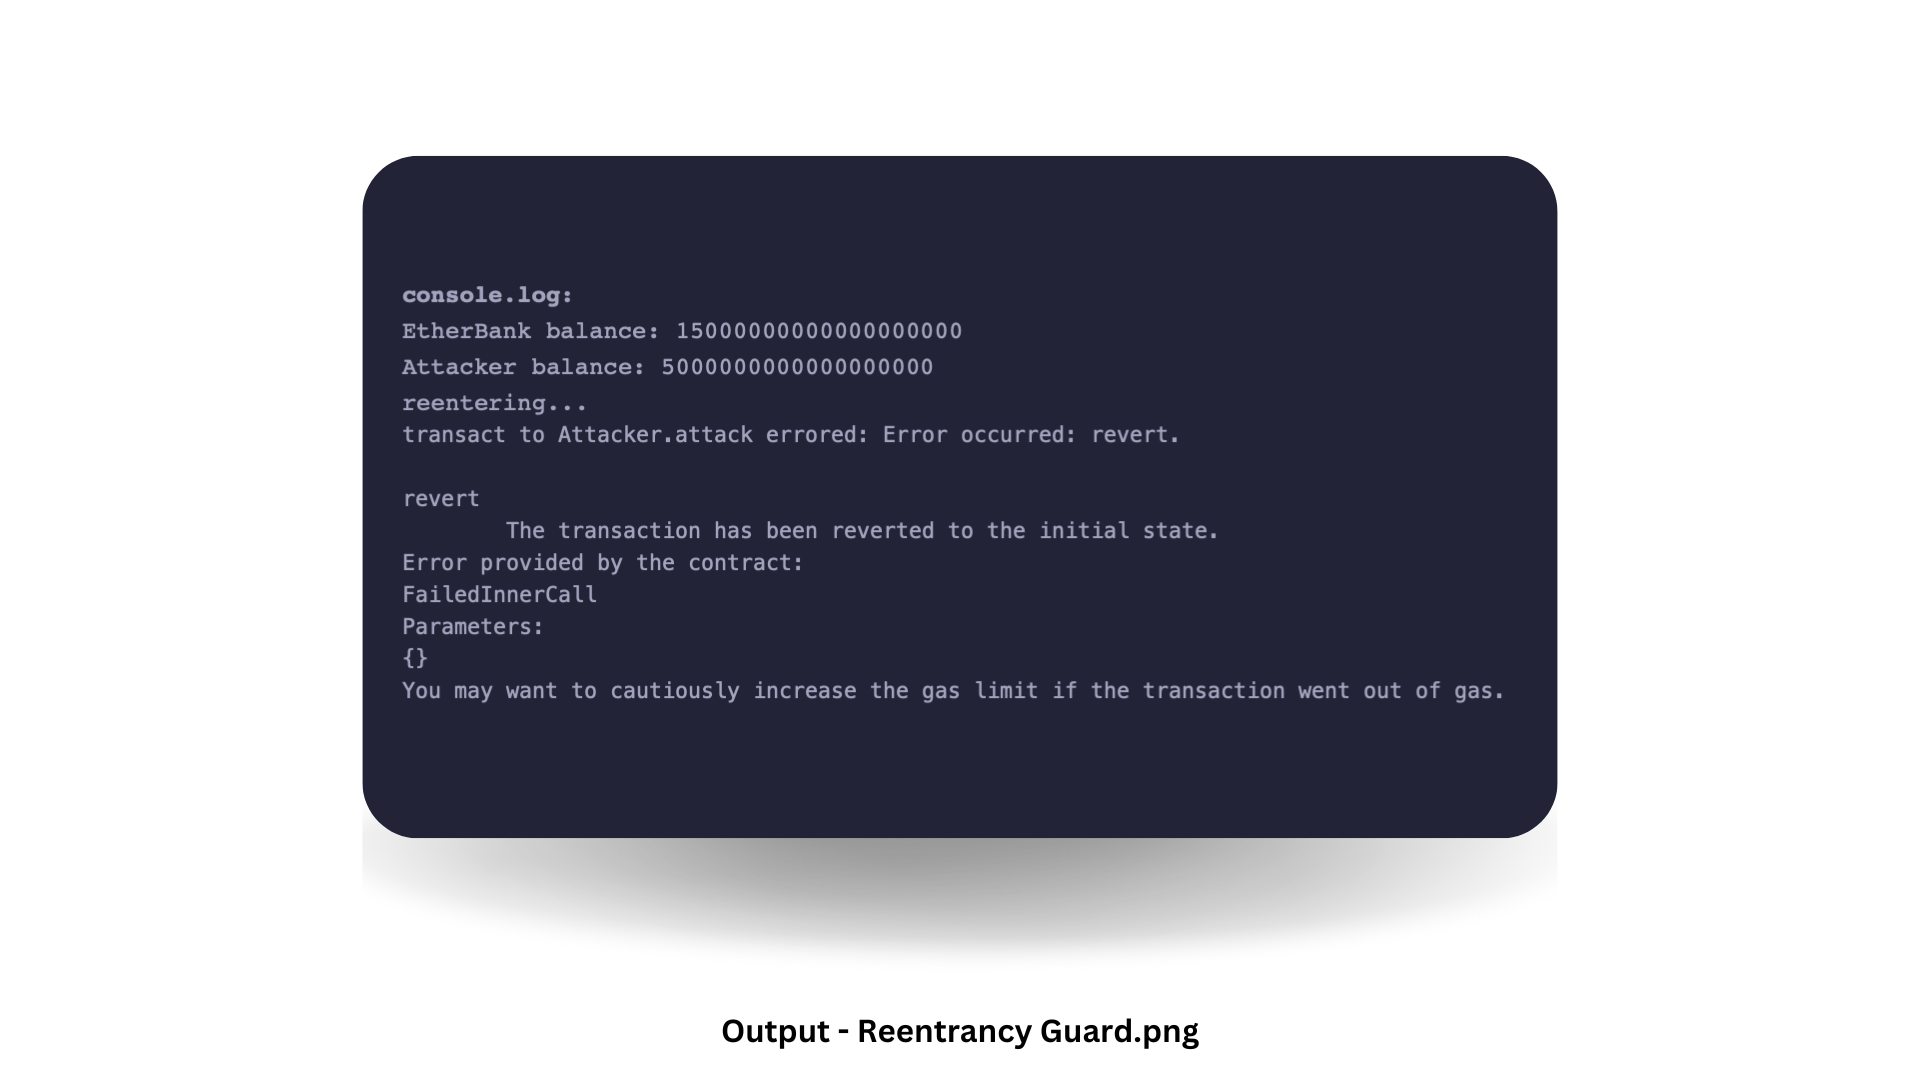 console.log:
EtherBank balance: 15000000000000000000
Attacker balance: 5000000000000000000
reentering...
transact to Attacker.attack errored: Error occurred: revert.
revert
The transaction has been reverted to the initial state.
Error provided by the contract:
FailedInnerCall
Parameters:
{}
You may want to cautiously increase the gas limit if the transaction went out of gas.
Output - Reentrancy Guard.png